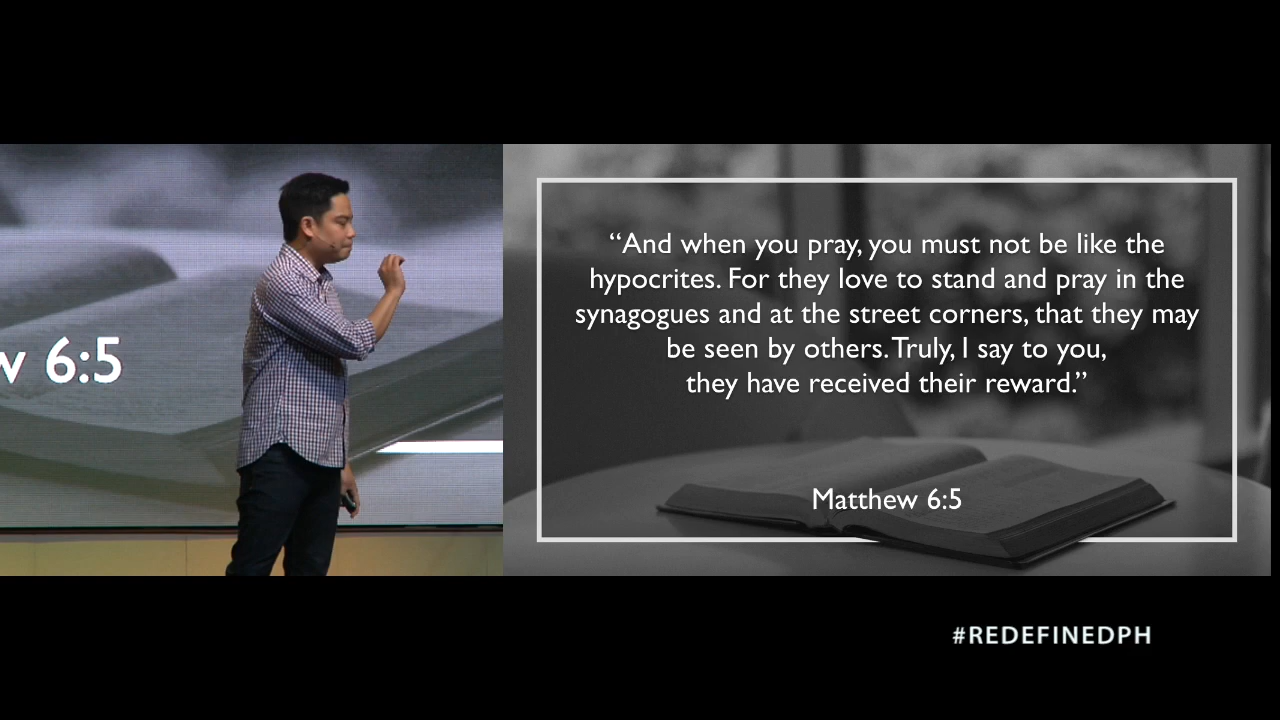 w 6:5
“And when you pray, you must not be like the
hypocrites. For they love to stand and pray in the
synagogues and at the street corners, that they may
be seen by others. Truly, I say to you,
they have received their reward.”
Matthew 6:5
#REDEFINEDPH